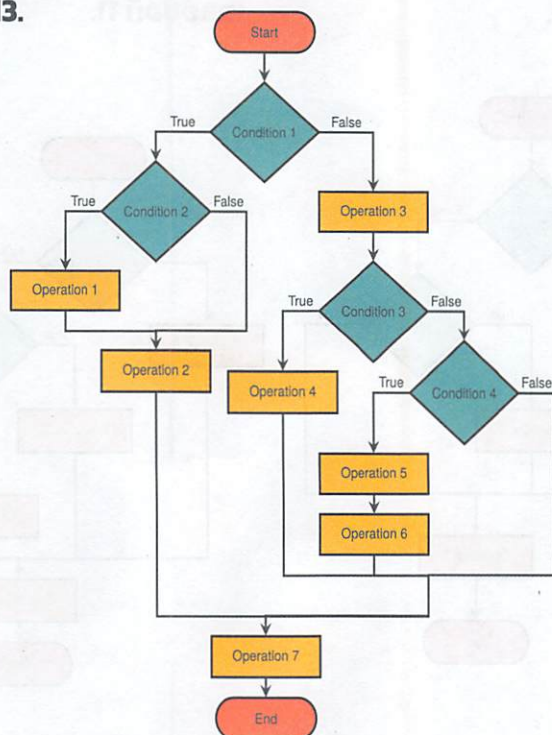 13.
Start
True
Condition 1
False
True
Condition 2
False
Operation 3
Operation 1
True
Condition 3
False
Operation 2
Operation 4
True
Condition 4
False
Operation 5
Operation 6
Operation 7
End